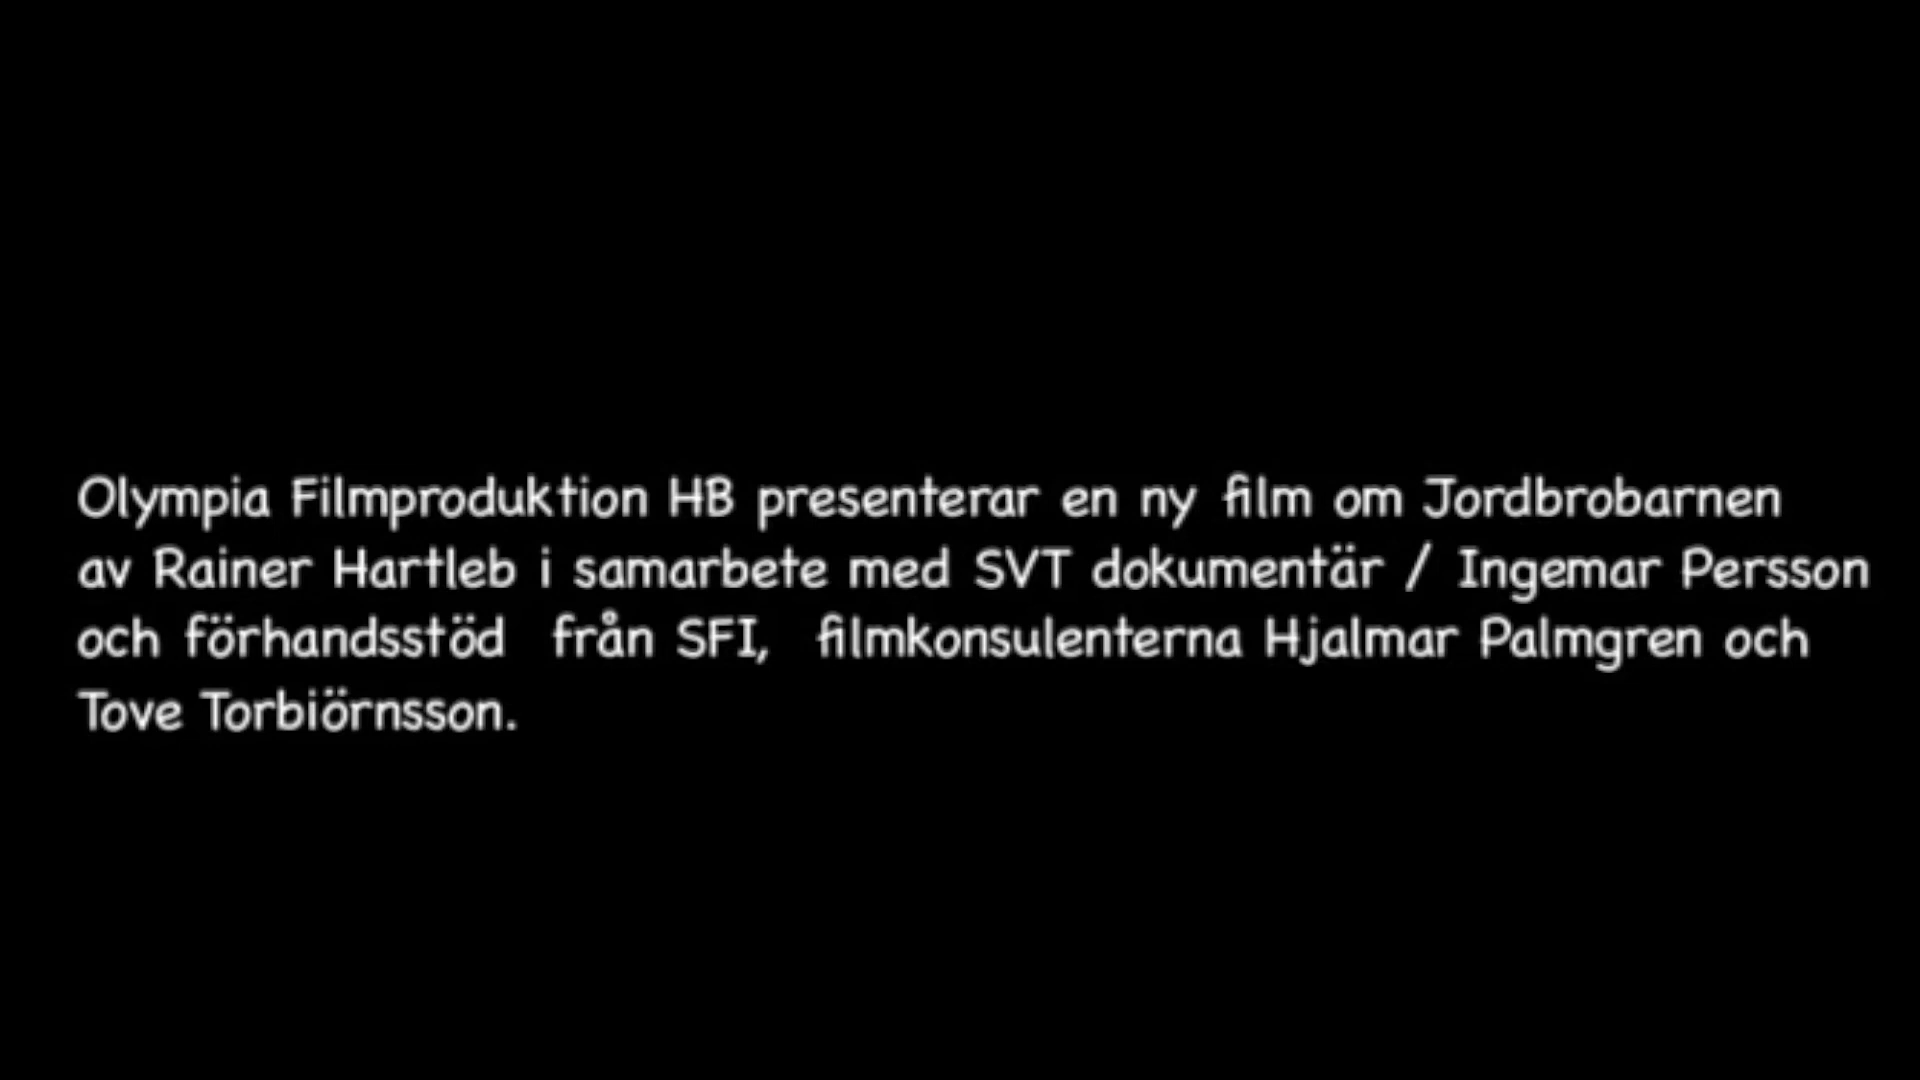 Olympia Filmproduktion HB presenterar en ny film om Jordbrobarnen
av Rainer Hartleb i samarbete med SVT dokumentär / Ingemar Persson
och förhandsstöd från SFI, filmkonsulenterna Hjalmar Palmgren och
Tove Torbiörnsson.